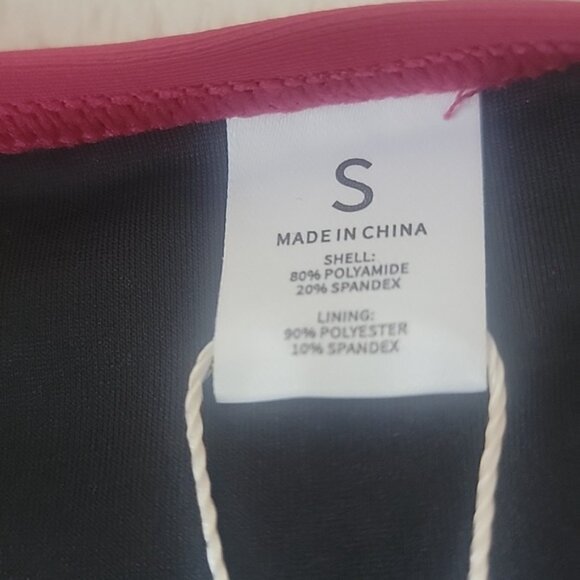 S
MADE IN CHINA
SHELL:
80% POLYAMIDE
20% SPANDEX
LINING:
90% POLYESTER
10% SPANDEX